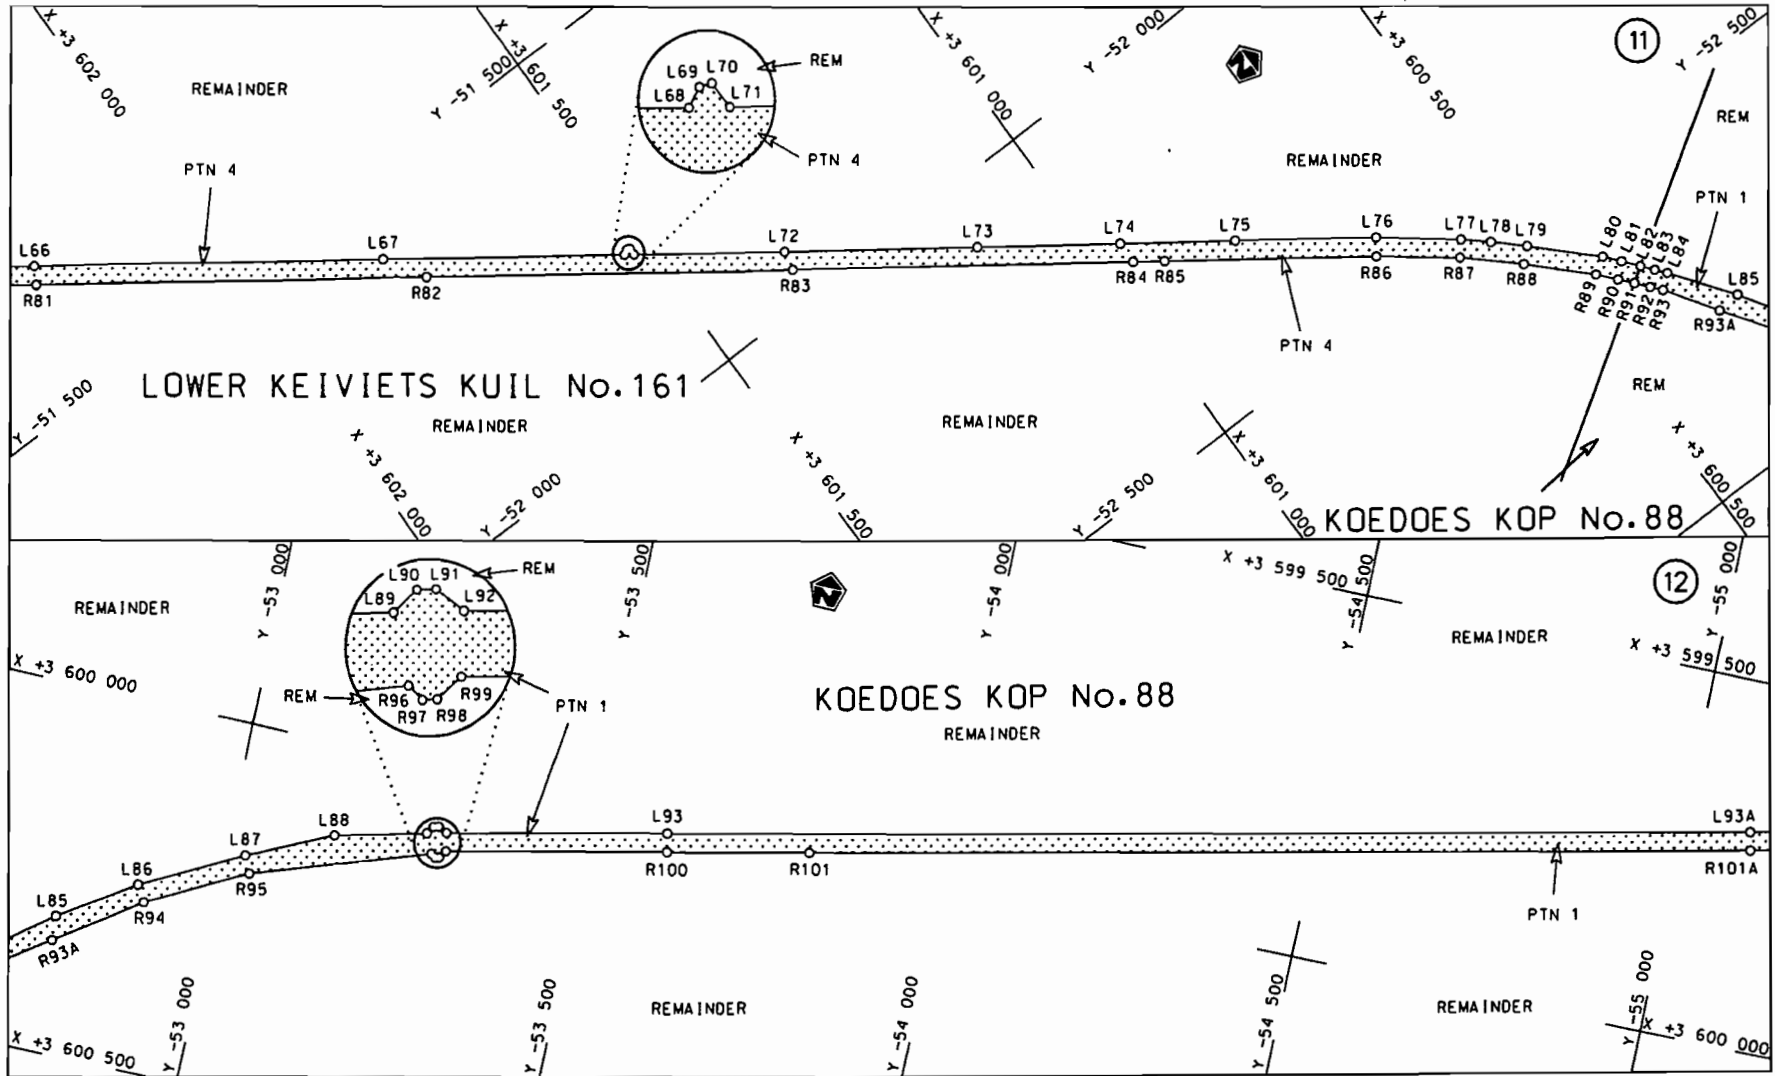 11
X +3 602 000
REMAINDER
Y -51 500
X +3 601 500
L69 L70
REM
L68 L71
PTN 4
X +3 601 000
Y -52 000
N
X +3 600 500
Y -52 500
REM
REMAINDER
PTN 4
PTN 1
L66
L67
L72
L73
L74
L75
L76
L77
L78
L79
L80
L81
L82
L83
L84
L85
R81
R82
R83
R84
R85
R86
R87
R88
R89
R90
R91
R92
R93
R93A
PTN 4
LOWER KEIVIETS KUIL No.161
REM
Y -51 500
REMAINDER
REMAINDER
X +3 602 000
Y -52 000
X +3 601 500
Y -52 500
X +3 601 000
X +3 600 500
KOEDOES KOP No.88
12
REMAINDER
Y -53 000
L90 L91
REM
L89 L92
Y -53 500
N
Y -54 000
X +3 599 500
Y -54 500
REMAINDER
Y -55 000
X +3 599 500
X +3 600 000
REM
R96
R97
R98
R99
PTN 1
KOEDOES KOP No.88
REMAINDER
L85
L86
L87
L88
L93
L93A
R93A
R94
R95
R100
R101
R101A
PTN 1
X +3 600 500
Y -53 000
Y -53 500
REMAINDER
Y -54 000
Y -54 500
REMAINDER
Y -55 000
X +3 600 000